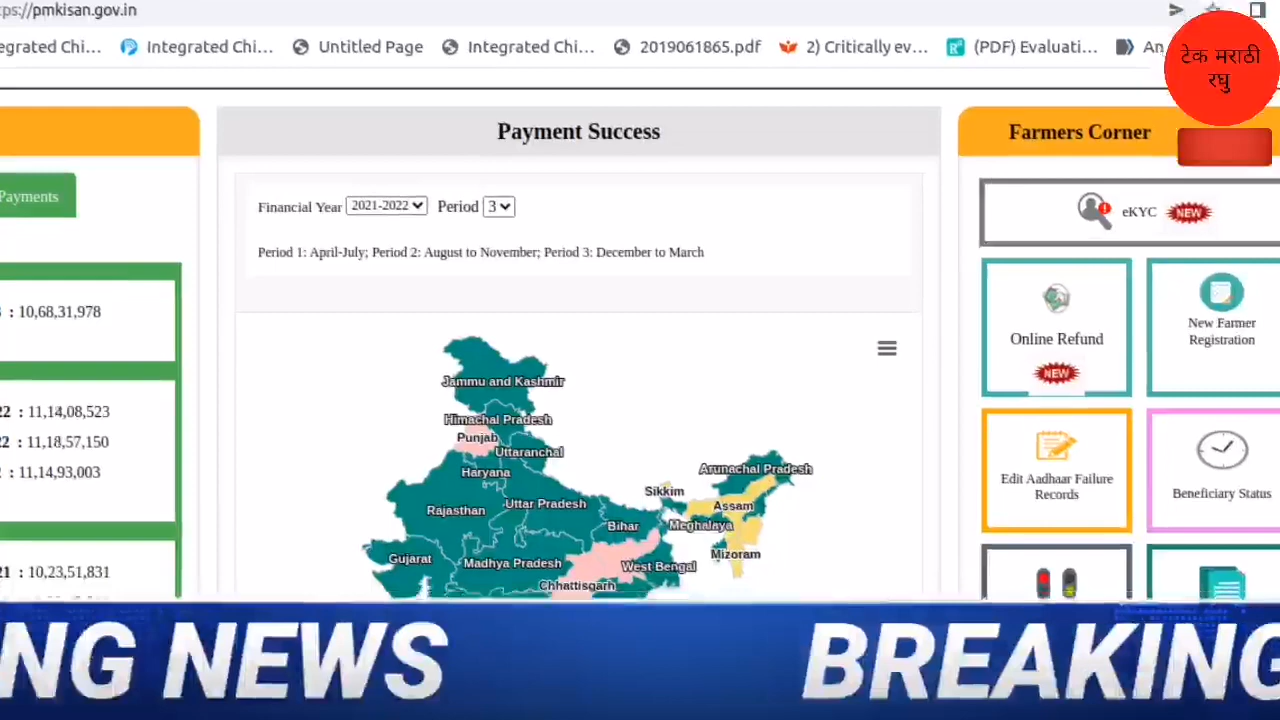 ps://pmkisan.gov.in
egrated Chi...
Integrated Chi...
Untitled Page
Integrated Chi...
2019061865.pdf
2) Critically ev...
(PDF) Evaluati...
An
टेक मराठी
रघु
Payments
: 10,68,31,978
22 : 11,14,08,523
2 : 11,18,57,150
: 11,14,93,003
21 : 10,23,51,831
Payment Success
Financial Year 2021-2022 Period 3
Period 1: April-July; Period 2: August to November; Period 3: December to March
Jammu and Kashmir
Himachal Pradesh
Punjab
Uttaranchal
Haryana
Arunachal Pradesh
Sikkim
Rajasthan
Uttar Pradesh
Assam
Bihar
Meghalaya
Gujarat
Madhya Pradesh
West Bengal
Mizoram
Chhattisgarh
Farmers Corner
eKYC NEW
Online Refund
NEW
New Farmer
Registration
Edit Aadhaar Failure
Records
Beneficiary Status
NG NEWS
BREAKING